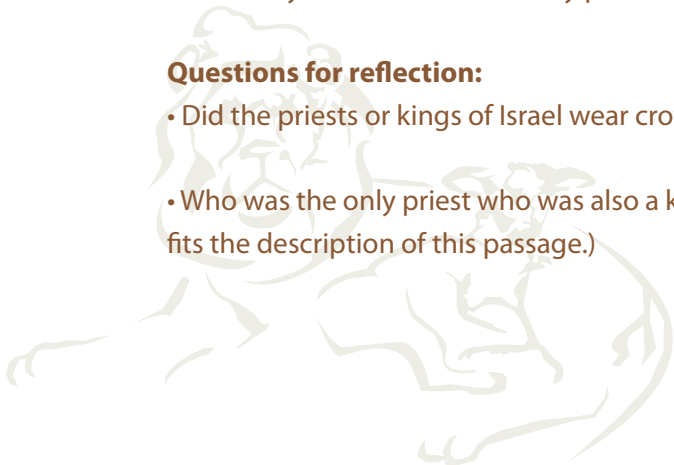 Questions for reflection:
• Did the priests or kings of Israel wear
• Who was the only priest who was also a
fits the description of this passage.)